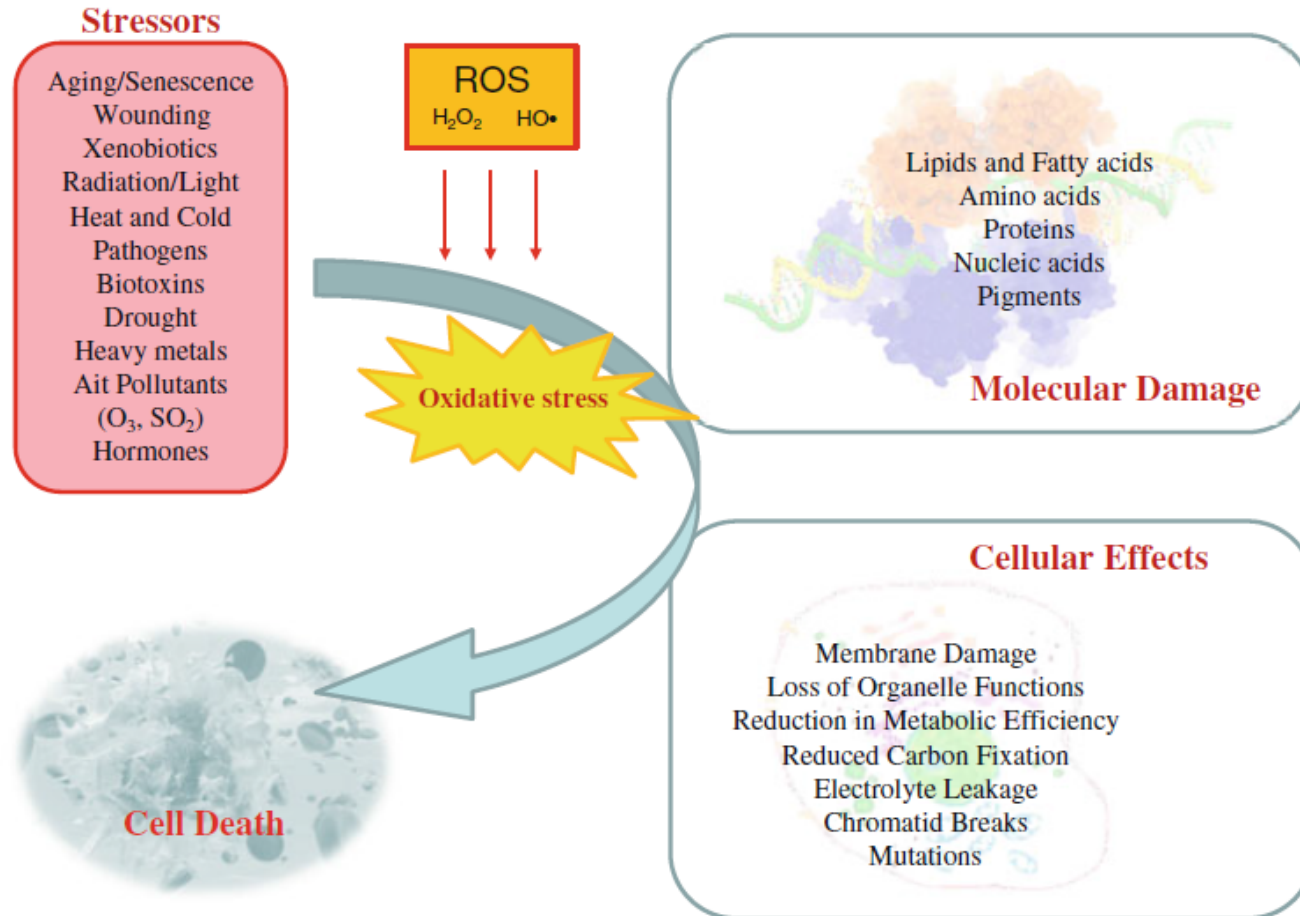 Stressors
Aging/Senescence
Wounding
Xenobiotics
Radiation/Light
Heat and Cold
Pathogens
Biotoxins
Drought
Heavy metals
Ait Pollutants
(O₃, SO₂)
Hormones
ROS
H₂O₂ HO•
Oxidative stress
Lipids and Fatty acids
Amino acids
Proteins
Nucleic acids
Pigments
Molecular Damage
Cellular Effects
Membrane Damage
Loss of Organelle Functions
Reduction in Metabolic Efficiency
Reduced Carbon Fixation
Electrolyte Leakage
Chromatid Breaks
Mutations
Cell Death